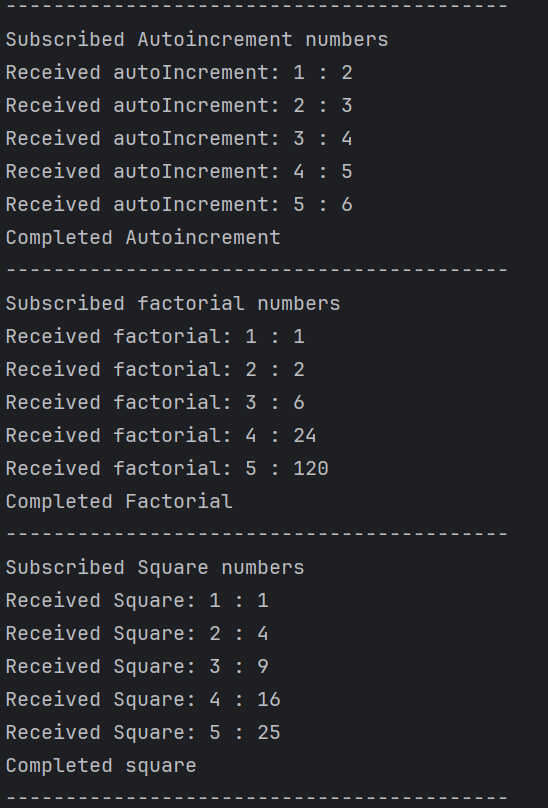 ------------------------------------------
Subscribed Autoincrement numbers
Received autoIncrement: 1 : 2
Received autoIncrement: 2 : 3
Received autoIncrement: 3 : 4
Received autoIncrement: 4 : 5
Received autoIncrement: 5 : 6
Completed Autoincrement
------------------------------------------
Subscribed factorial numbers
Received factorial: 1 : 1
Received factorial: 2 : 2
Received factorial: 3 : 6
Received factorial: 4 : 24
Received factorial: 5 : 120
Completed Factorial
------------------------------------------
Subscribed Square numbers
Received Square: 1 : 1
Received Square: 2 : 4
Received Square: 3 : 9
Received Square: 4 : 16
Received Square: 5 : 25
Completed square
------------------------------------------